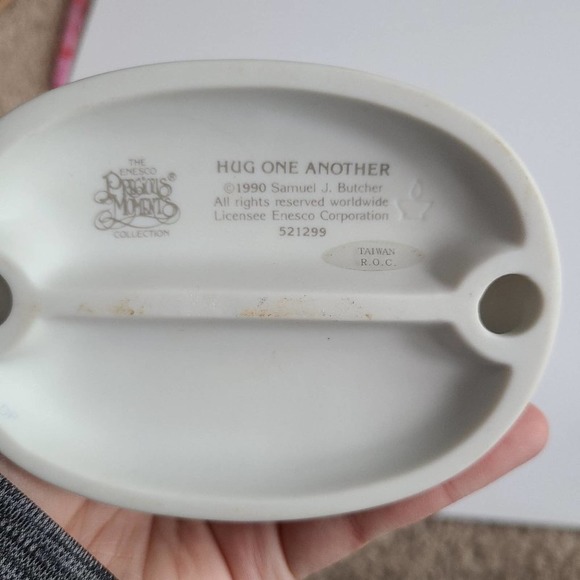 THE
ENESCO
PRECIOUS®
MOMENTS
COLLECTION
HUG ONE ANOTHER
©1990 Samuel J. Butcher
All rights reserved worldwide
Licensee Enesco Corporation
521299
TAIWAN
R.O.C.